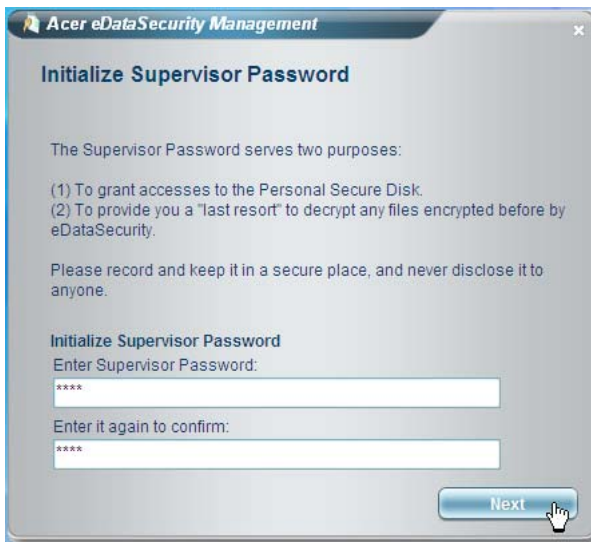 Acer eDataSecurity Management
x
Initialize Supervisor Password
The Supervisor Password serves two purposes:
(1) To grant accesses to the Personal Secure Disk.
(2) To provide you a "last resort" to decrypt any files encrypted before by
eDataSecurity.
Please record and keep it in a secure place, and never disclose it to
anyone.
Initialize Supervisor Password
Enter Supervisor Password:
****
Enter it again to confirm:
****
Next